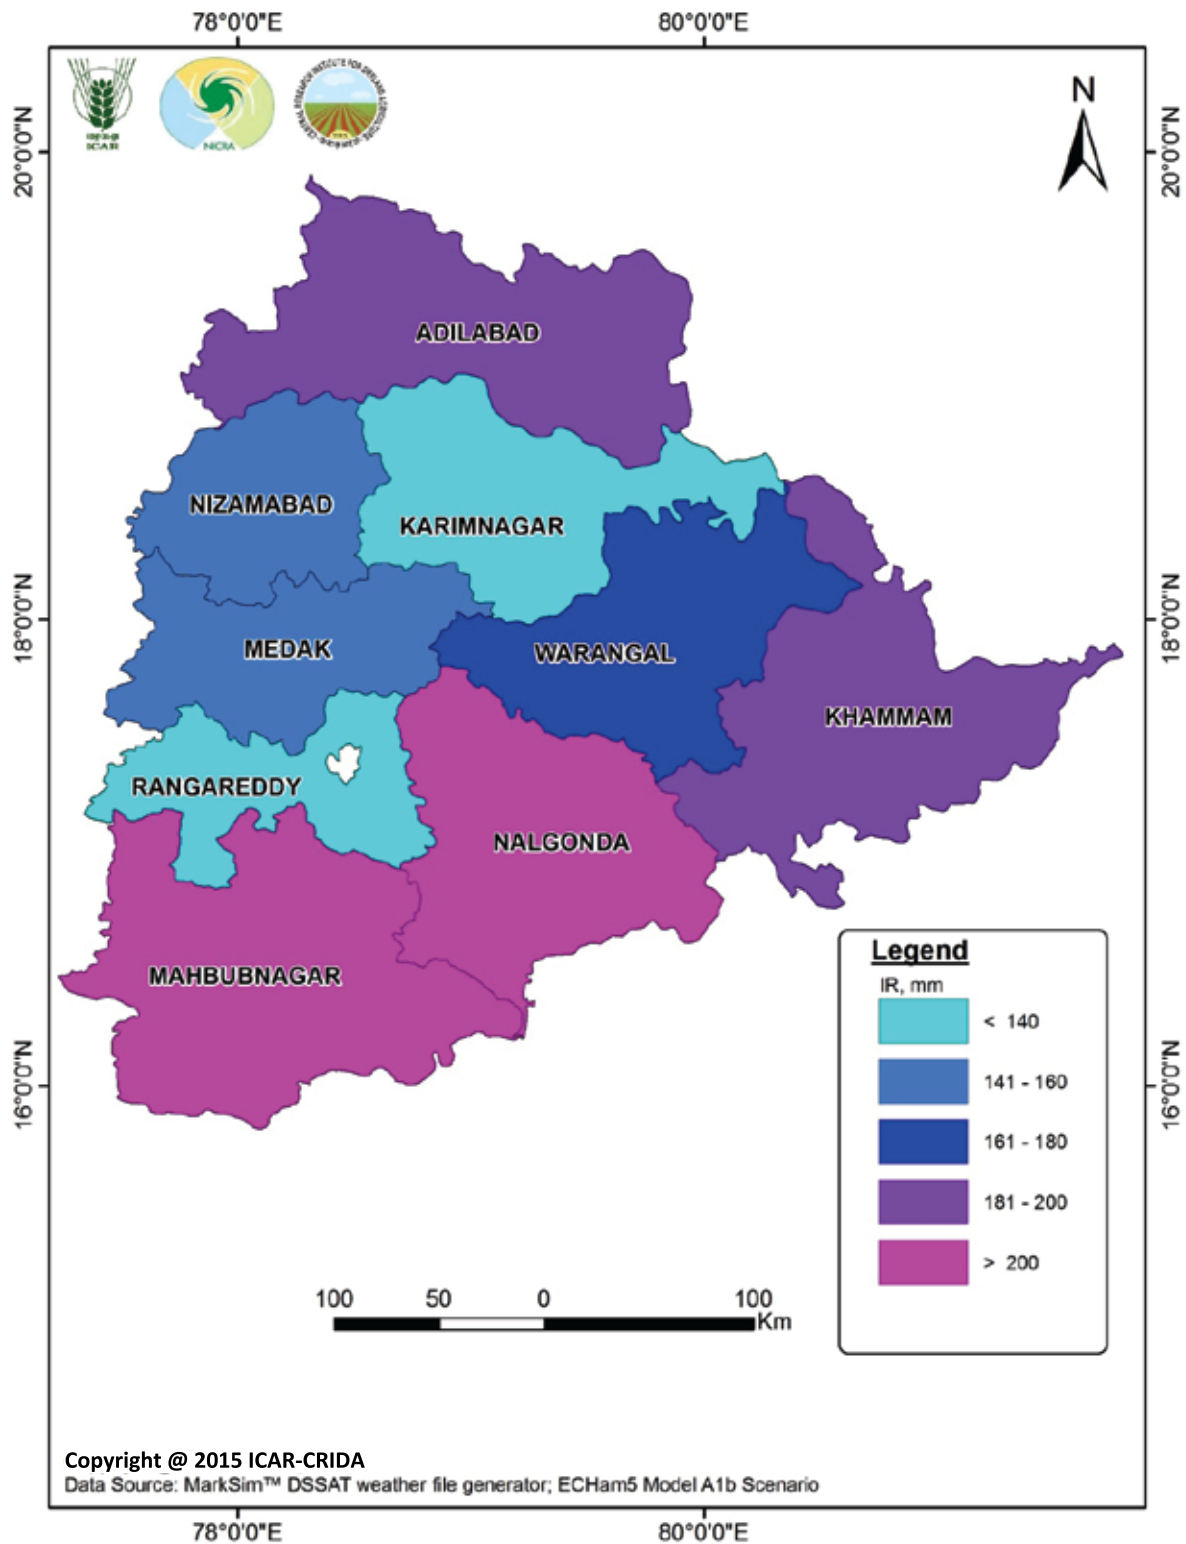 78°0'0"E 80°0'0"E
20°0'0"N 20°0'0"N
ICAR
NICRA
N
ADILABAD
NIZAMABAD
KARIMNAGAR
18°0'0"N 18°0'0"N
MEDAK
WARANGAL
KHAMMAM
RANGAREDDY
NALGONDA
MAHBUBNAGAR
Legend
IR, mm
< 140
141 - 160
161 - 180
181 - 200
> 200
16°0'0"N 16°0'0"N
100 50 0 100
Km
Copyright @ 2015 ICAR-CRIDA
Data Source: MarkSim™ DSSAT weather file generator; ECHam5 Model A1b Scenario
78°0'0"E 80°0'0"E